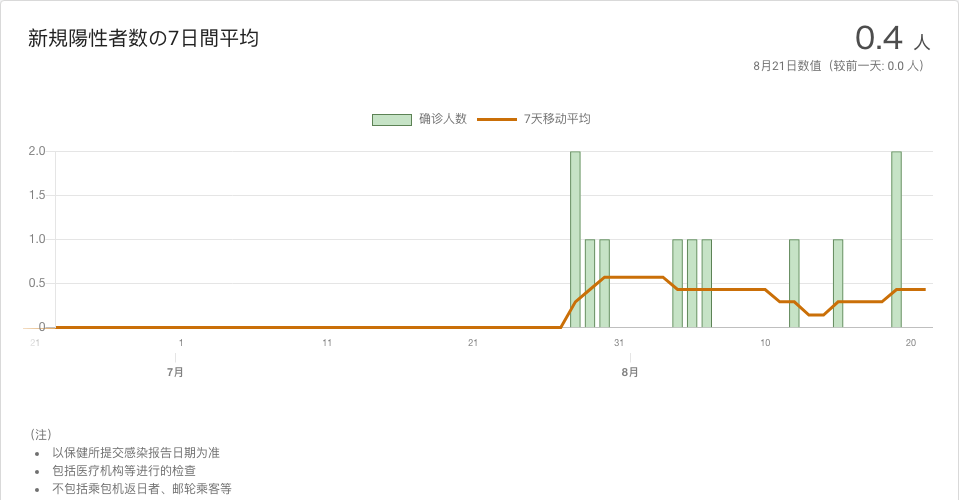 新規陽性者数の7日間平均
0.4 人
8月21日数值（较前一天: 0.0 人）
确诊人数 7天移动平均
2.0
1.5
1.0
0.5
0
21 1 11 21 31 10 20
7月 8月
（注）
• 以保健所提交感染报告日期为准
• 包括医疗机构等进行的检查
• 不包括乘包机返日者、邮轮乘客等